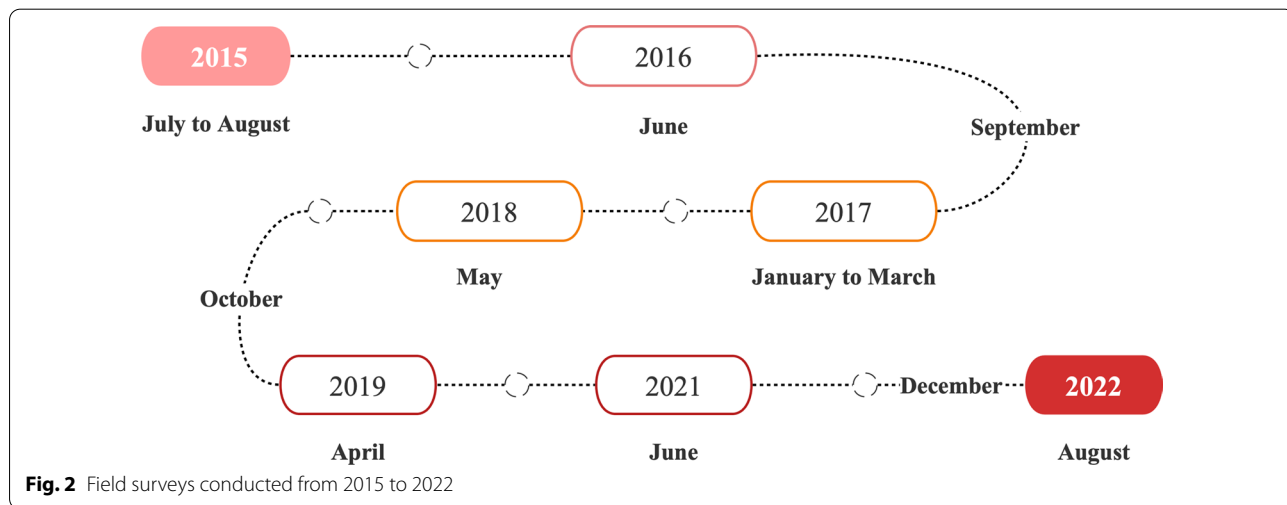 2015
2016
July to August
June
September
2018
2017
May
January to March
October
2019
2021
December
2022
April
June
August
Fig. 2 Field surveys conducted from 2015 to 2022